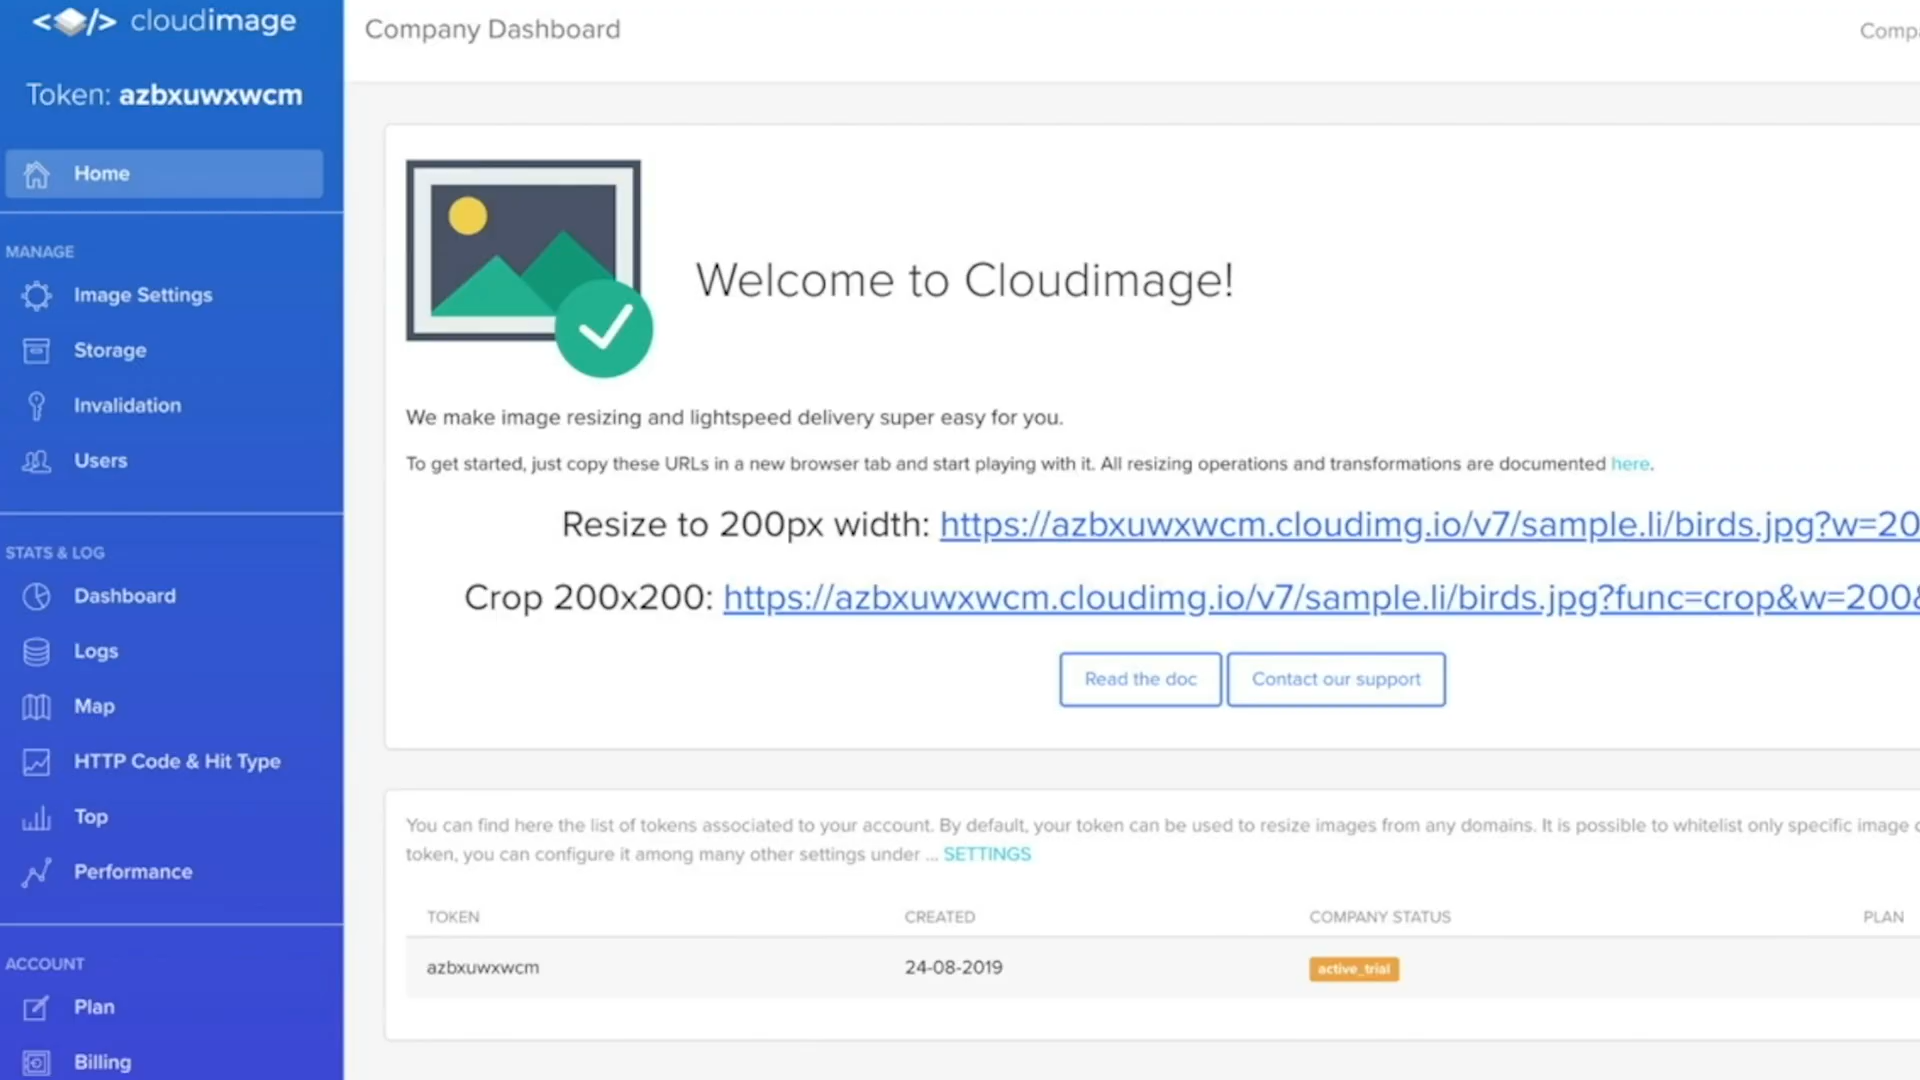 </> cloudimage
Token: azbxuwxwcm
Home
MANAGE
Image Settings
Storage
Invalidation
Users
STATS & LOG
Dashboard
Logs
Map
HTTP Code & Hit Type
Top
Performance
ACCOUNT
Plan
Billing
Company Dashboard
Welcome to Cloudimage!
We make image resizing and lightspeed delivery super easy for you.
To get started, just copy these URLs in a new browser tab and start playing with it. All resizing operations and transformations are documented here.
Resize to 200px width: https://azbxuwxwcm.cloudimg.io/v7/sample.li/birds.jpg?w=20
Crop 200x200: https://azbxuwxwcm.cloudimg.io/v7/sample.li/birds.jpg?func=crop&w=200&
Read the doc
Contact our support
You can find here the list of tokens associated to your account. By default, your token can be used to resize images from any domains. It is possible to whitelist only specific image
token, you can configure it among many other settings under ... SETTINGS
TOKEN CREATED COMPANY STATUS PLAN
azbxuwxwcm 24-08-2019 active_trial